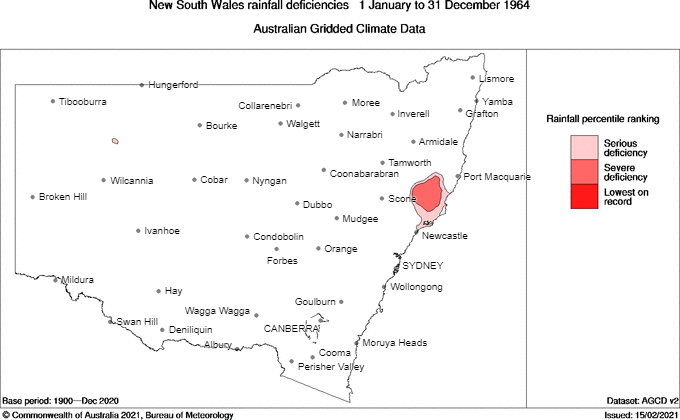 New South Wales rainfall deficiencies 1 January to 31 December 1964
Australian Gridded Climate Data
Lismore
Hungerford
Tibooburra
Collarenebri
Moree
Yamba
Inverell
Grafton
Bourke
Walgett
Narrabri
Armidale
Tamworth
Coonabarabran
Port Macquarie
Wilcannia
Cobar
Nyngan
Broken Hill
Dubbo
Scone
Mudgee
Ivanhoe
Condobolin
Newcastle
Orange
Forbes
SYDNEY
Mildura
Wollongong
Hay
Goulburn
Wagga Wagga
Swan Hill
Deniliquin
CANBERRA
Albury
Moruya Heads
Cooma
Perisher Valley
Rainfall percentile ranking
Serious
deficiency
Severe
deficiency
Lowest on
record
Base period: 1900—Dec 2020
Dataset: AGCD v2
© Commonwealth of Australia 2021, Bureau of Meteorology
Issued: 15/02/2021